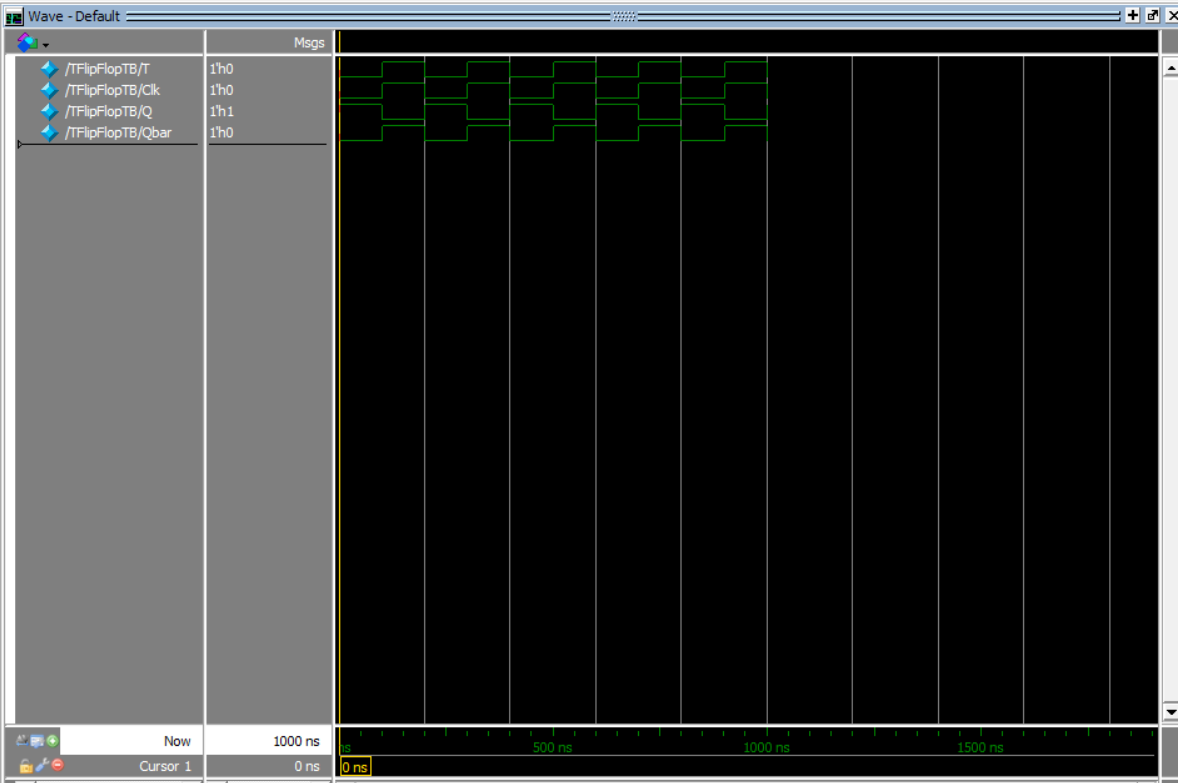 Wave - Default
Msgs
/TFlipFlopTB/T 1'h0
/TFlipFlopTB/Clk 1'h0
/TFlipFlopTB/Q 1'h1
/TFlipFlopTB/Qbar 1'h0
Now 1000 ns ns 500 ns 1000 ns 1500 ns
Cursor 1 0 ns 0 ns